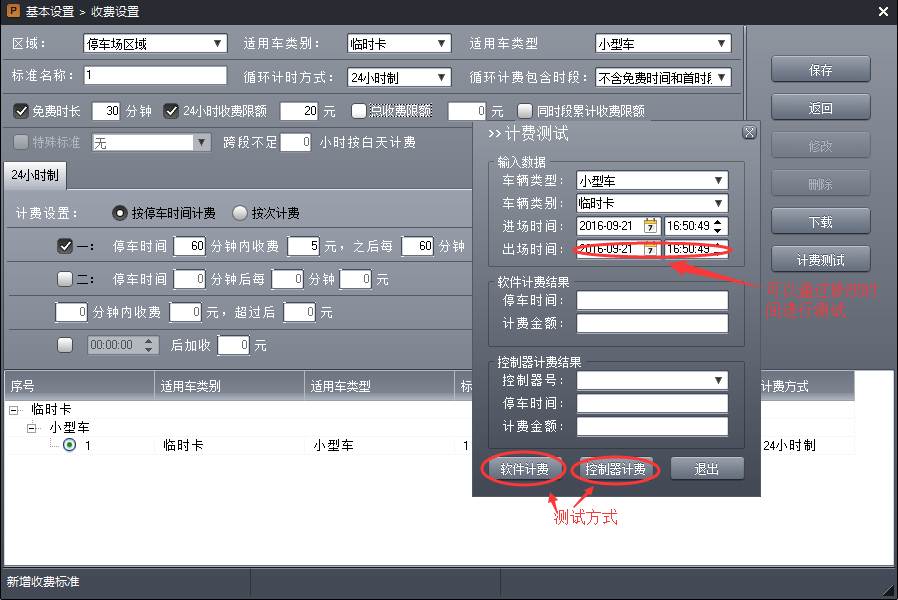 基本设置 > 收费设置
区域： 停车场区域 适用车类别： 临时卡 适用车类型 小型车
标准名称： 1 循环计时方式： 24小时制 循环计费包含时段： 不含免费时间和首时段
免费时长 30 分钟 24小时收费限额 20 元 总收费限额 0 元 同时段累计收费限额
特殊标准 无 跨段不足 0 小时按白天计费
24小时制
计费设置： 按停车时间计费 按次计费
一： 停车时间 60 分钟内收费 5 元，之后每 60 分钟
二： 停车时间 0 分钟后每 0 分钟 0 元
0 分钟内收费 0 元，超过后 0 元
00:00:00 后加收 0 元
保存
返回
修改
删除
下载
计费测试
>>计费测试
输入数据
车辆类型： 小型车
车辆类别： 临时卡
进场时间： 2016-09-21 16:50:49
出场时间： 2016-09-21 16:50:49
软件计费结果
停车时间：
计费金额：
控制器计费结果
控制器号：
停车时间：
计费金额：
软件计费 控制器计费 退出
测试方式
序号 适用车类别 适用车类型 标 计费方式
临时卡
小型车
1 临时卡 小型车 1 24小时制
新增收费标准